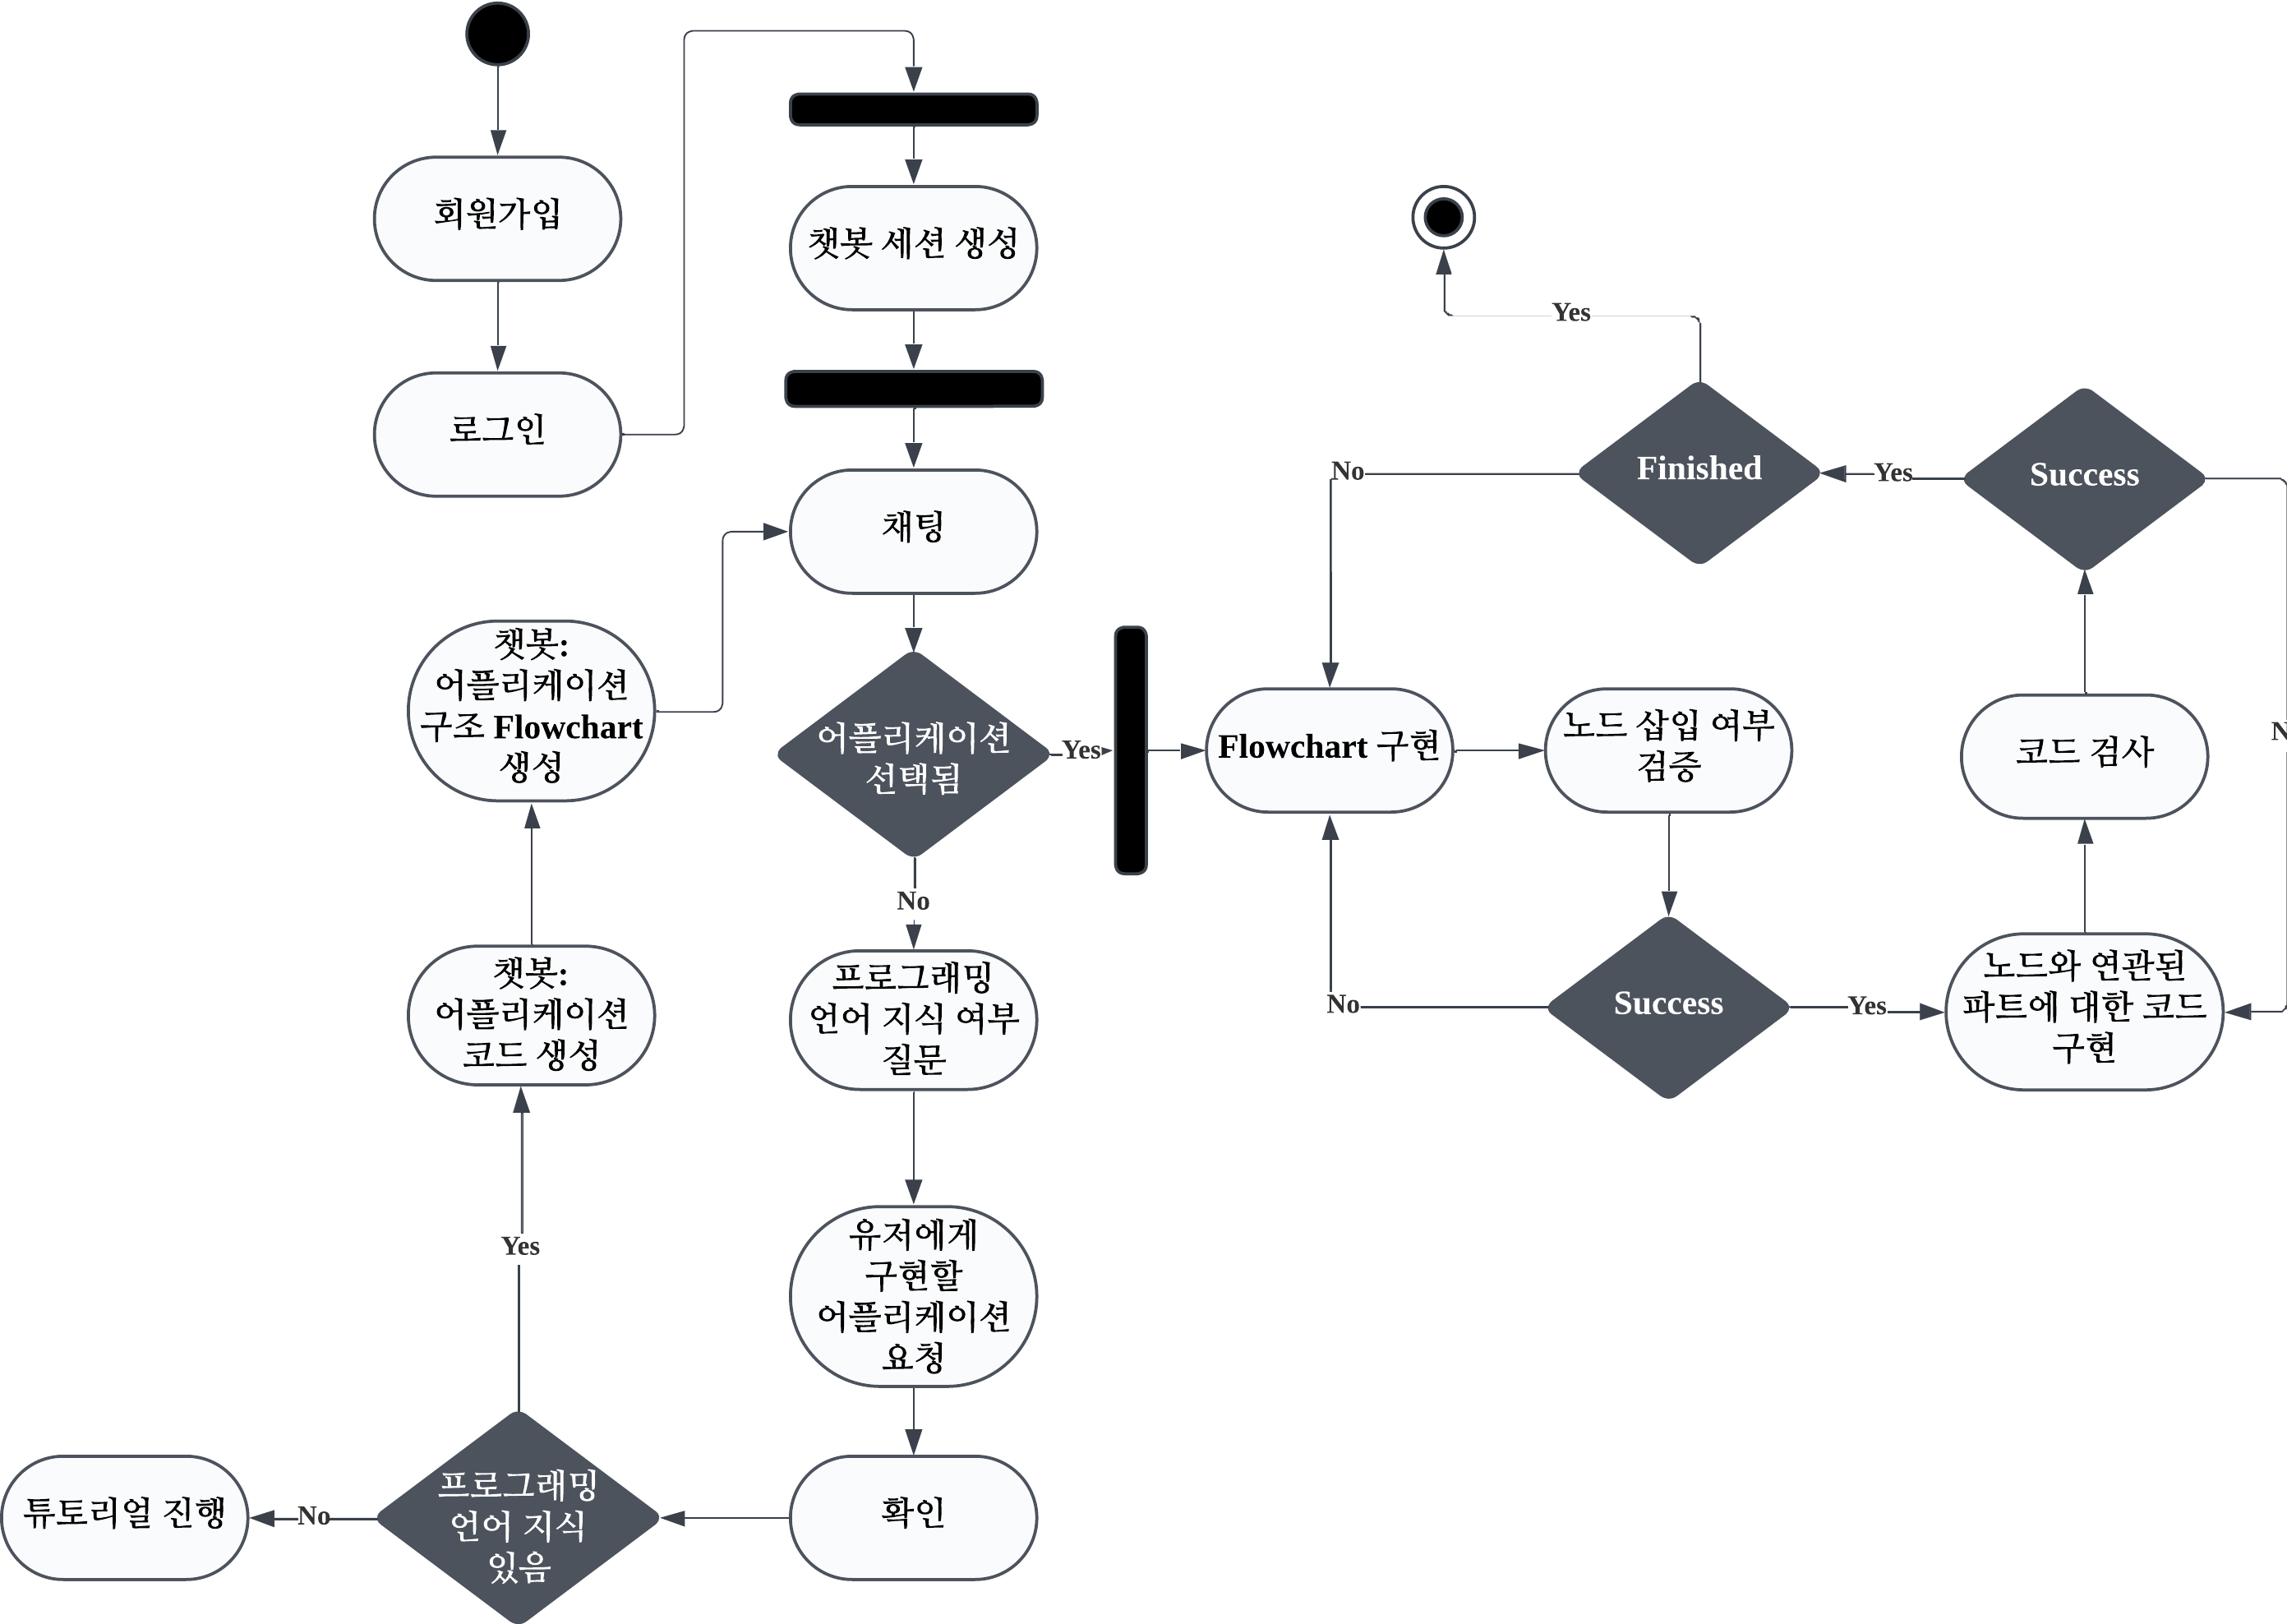 회원가입
로그인
챗봇 세션 생성
채팅
어플리케이션
선택됨
Yes
No
프로그래밍
언어 지식 여부
질문
유저에게
구현할
어플리케이션
요청
확인
프로그래밍
언어 지식
있음
No
튜토리얼 진행
Yes
챗봇:
어플리케이션
코드 생성
챗봇:
어플리케이션
구조 Flowchart
생성
Flowchart 구현
노드 삽입 여부
검증
Success
No
Yes
노드와 연관된
파트에 대한 코드
구현
코드 검사
Success
Yes
Finished
No
Yes